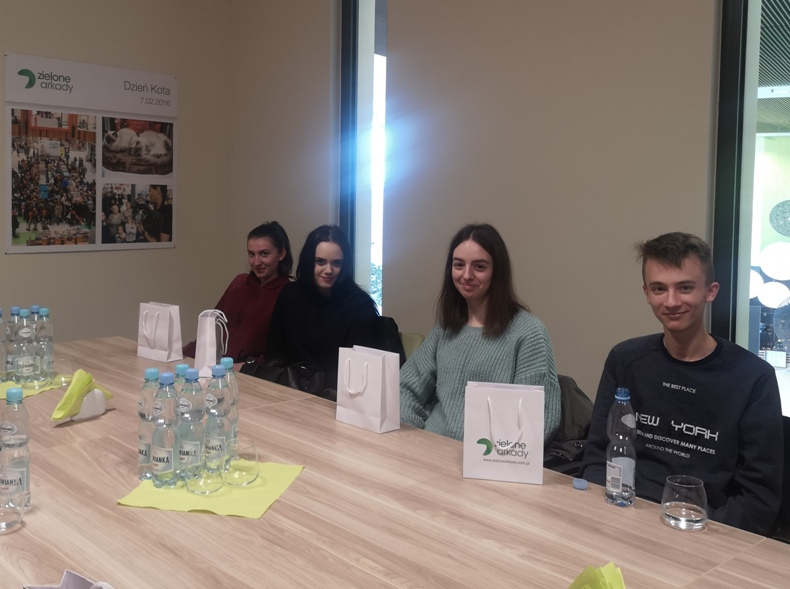 zielone
arkady
Dzień Kota
7.02.2016
zielone
arkady
THE BEST PLACE
NEW YORK
AND DISCOVER MANY PLACES
AROUND THE WORLD